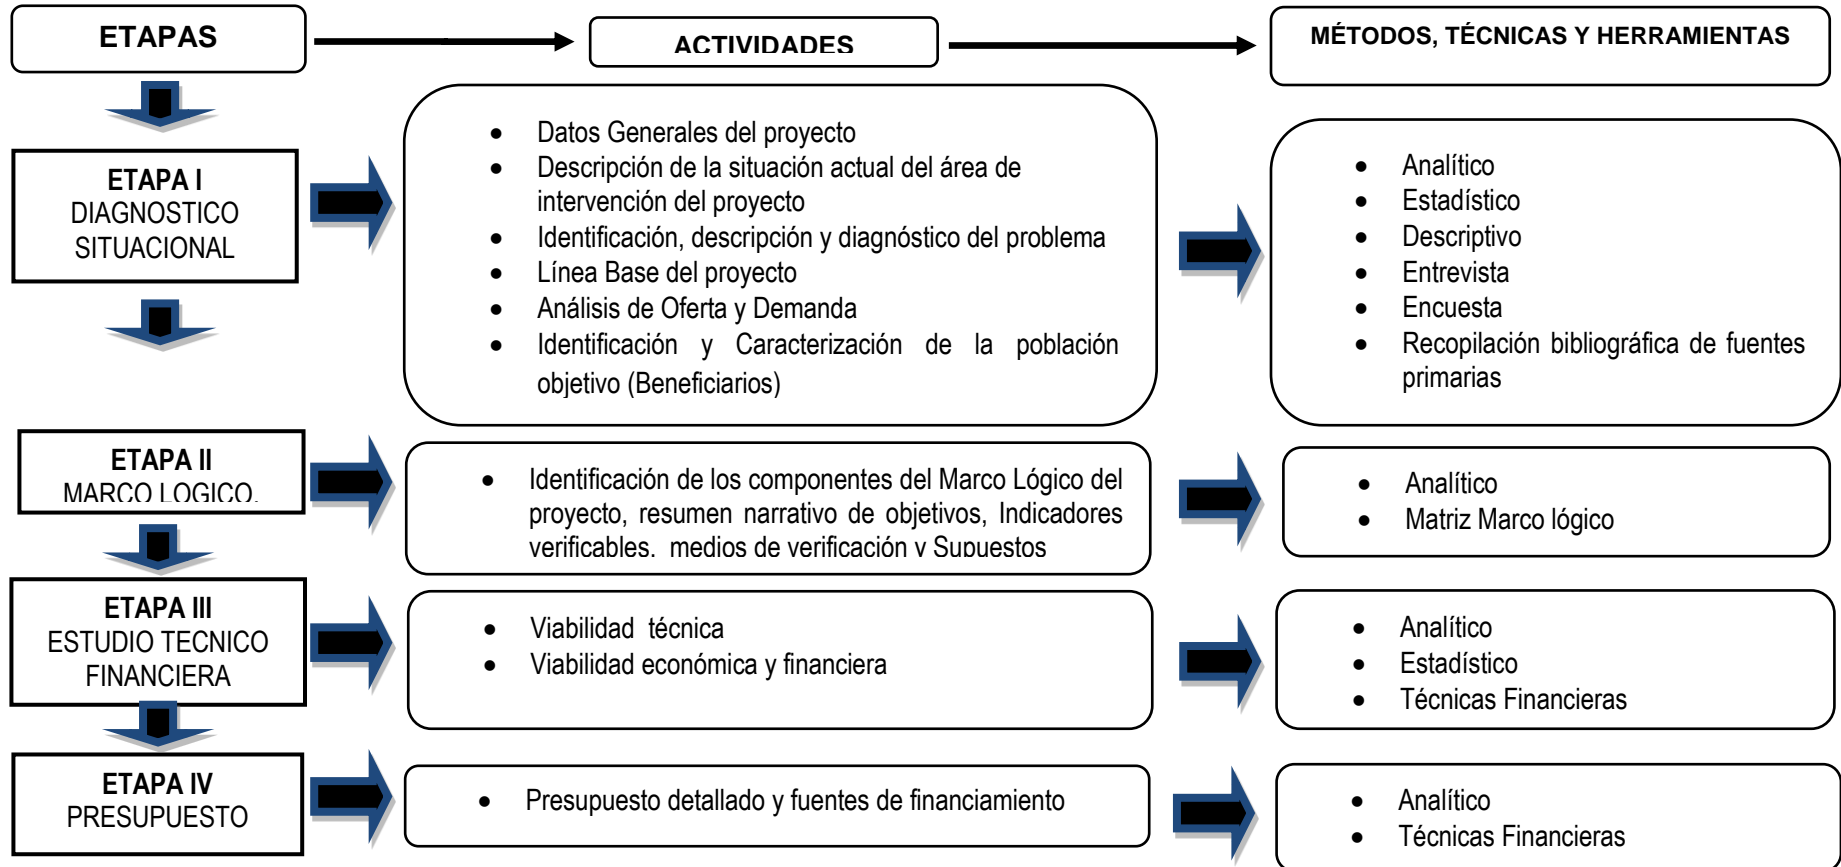 ETAPAS
ACTIVIDADES
MÉTODOS, TÉCNICAS Y HERRAMIENTAS
ETAPA I
DIAGNOSTICO
SITUACIONAL
• Datos Generales del proyecto
• Descripción de la situación actual del área de
intervención del proyecto
• Identificación, descripción y diagnóstico del problema
• Línea Base del proyecto
• Análisis de Oferta y Demanda
• Identificación y Caracterización de la población
objetivo (Beneficiarios)
• Analítico
• Estadístico
• Descriptivo
• Entrevista
• Encuesta
• Recopilación bibliográfica de fuentes
primarias
ETAPA II
MARCO LOGICO.
• Identificación de los componentes del Marco Lógico del
proyecto, resumen narrativo de objetivos, Indicadores
verificables, medios de verificación y Supuestos
• Analítico
• Matriz Marco lógico
ETAPA III
ESTUDIO TECNICO
FINANCIERA
• Viabilidad técnica
• Viabilidad económica y financiera
• Analítico
• Estadístico
• Técnicas Financieras
ETAPA IV
PRESUPUESTO
• Presupuesto detallado y fuentes de financiamiento
• Analítico
• Técnicas Financieras